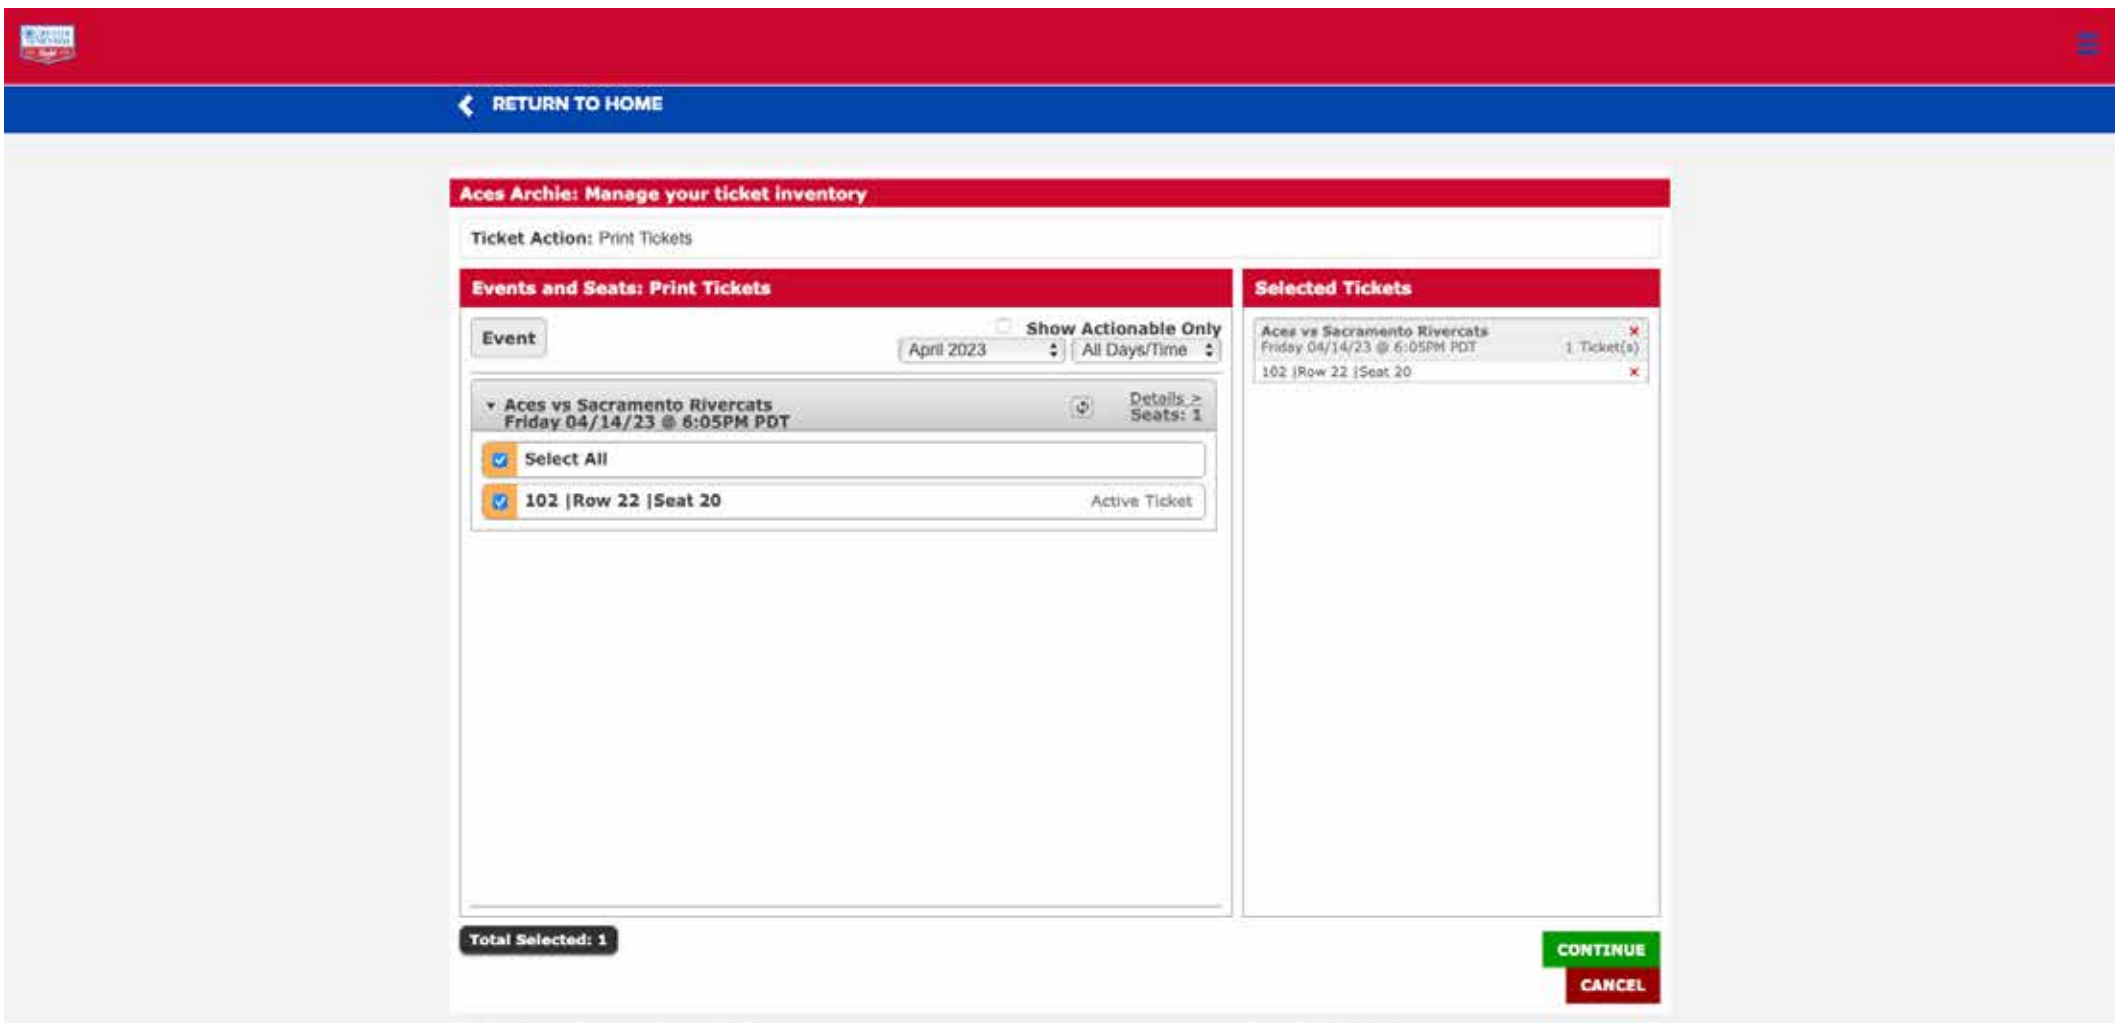 RETURN TO HOME
Aces Archie: Manage your ticket inventory
Ticket Action: Print Tickets
Events and Seats: Print Tickets
Event
Show Actionable Only
April 2023
All Days/Time
Aces vs Sacramento Rivercats
Friday 04/14/23 @ 6:05PM PDT
Details >
Seats: 1
Select All
102 |Row 22 |Seat 20
Active Ticket
Selected Tickets
Aces vs Sacramento Rivercats
Friday 04/14/23 @ 6:05PM PDT
1 Ticket(s)
102 |Row 22 |Seat 20
Total Selected: 1
CONTINUE
CANCEL